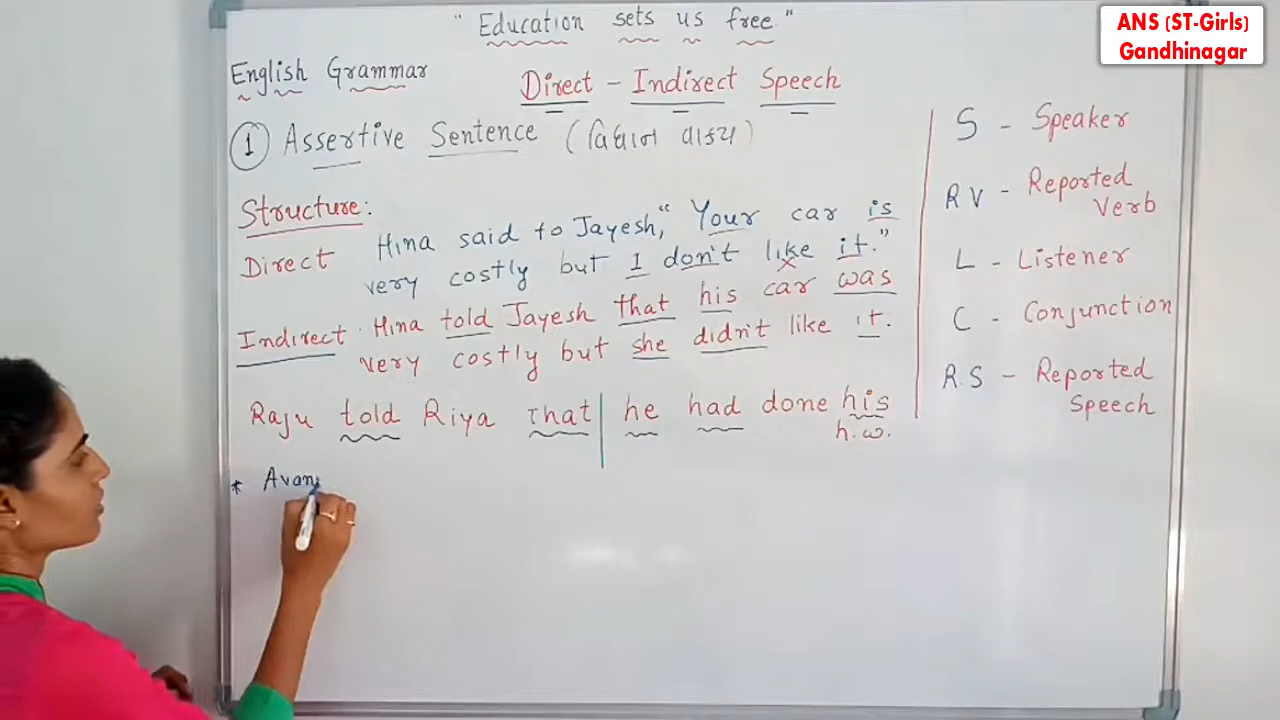 " Education sets us free "
ANS (ST-Girls)
Gandhinagar
English Grammar
Direct - Indirect Speech
① Assertive Sentence (વિધાન વાક્ય)
Structure:
Direct Hina said to Jayesh, " Your car is
very costly but I don't like it."
Indirect. Hina told Jayesh that his car was
very costly but she didn't like it.
Raju told Riya that he had done his
h.w.
* Avan
S - Speaker
R V - Reported
Verb
L - Listener
C - Conjunction
R.S - Reported
Speech